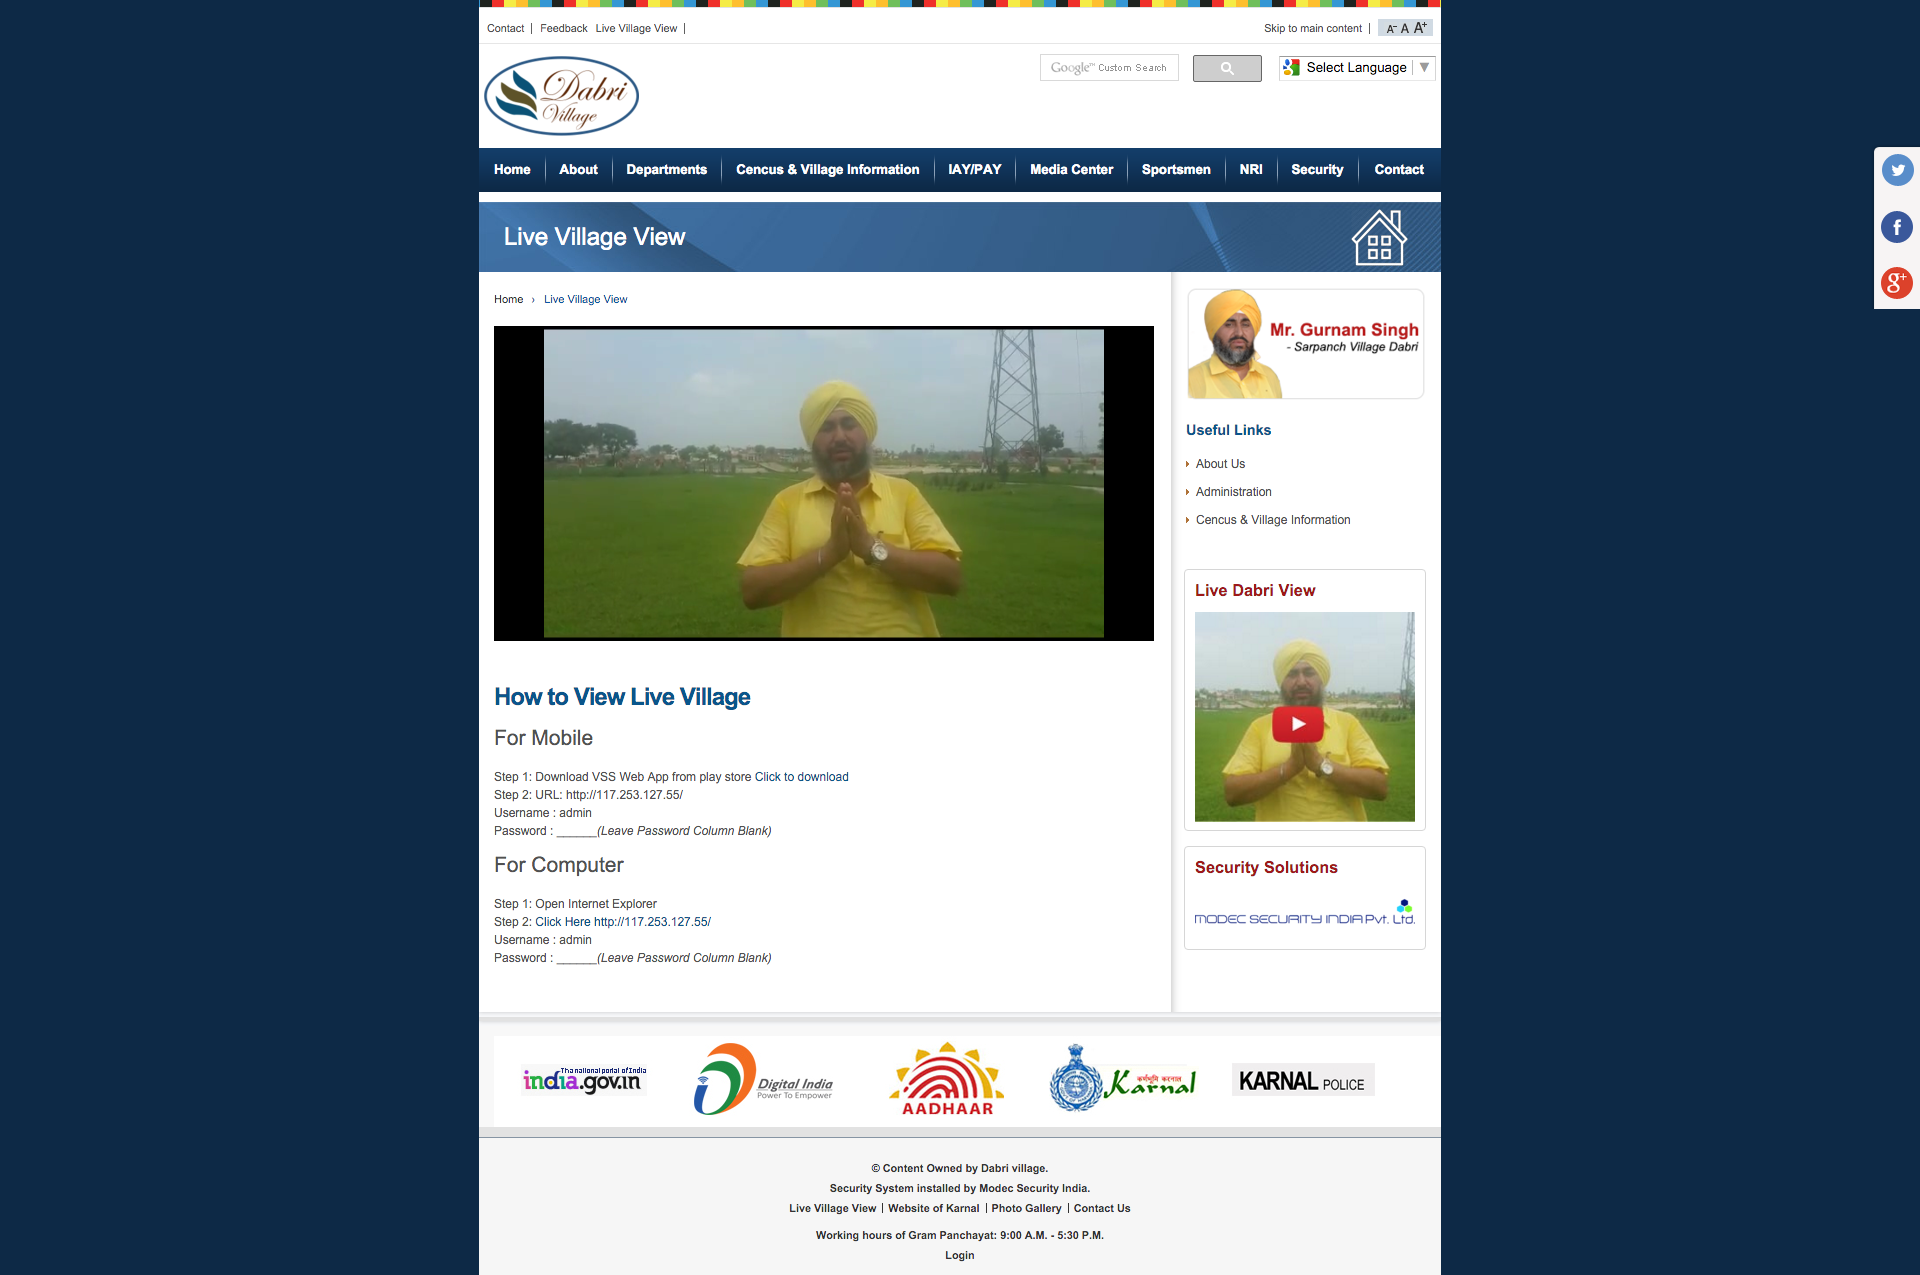 Contact
Feedback
Live Village View
Skip to main content
A- A A+
Dabri
Village
Google™ Custom Search
Select Language ▼
Home
About
Departments
Cencus & Village Information
IAY/PAY
Media Center
Sportsmen
NRI
Security
Contact
Live Village View
Home › Live Village View
Mr. Gurnam Singh
- Sarpanch Village Dabri
Useful Links
About Us
Administration
Cencus & Village Information
Live Dabri View
Security Solutions
MODEC SECURITY INDIA Pvt. Ltd.
How to View Live Village
For Mobile
Step 1: Download VSS Web App from play store Click to download
Step 2: URL: http://117.253.127.55/
Username : admin
Password : ______(Leave Password Column Blank)
For Computer
Step 1: Open Internet Explorer
Step 2: Click Here http://117.253.127.55/
Username : admin
Password : ______(Leave Password Column Blank)
The national portal of India
india.gov.in
Digital India
Power To Empower
AADHAAR
कर्णभूमि करनाल
Karnal
KARNAL POLICE
© Content Owned by Dabri village.
Security System installed by Modec Security India.
Live Village View | Website of Karnal | Photo Gallery | Contact Us
Working hours of Gram Panchayat: 9:00 A.M. - 5:30 P.M.
Login